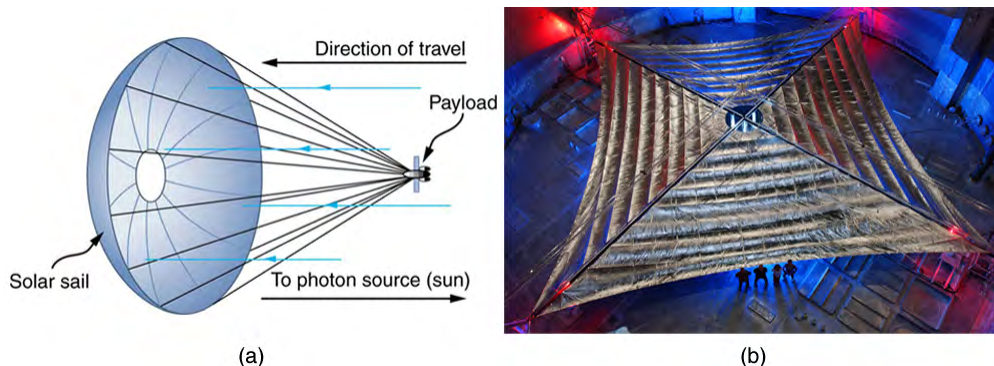 Direction of travel
Payload
Solar sail
To photon source (sun)
(a)
(b)